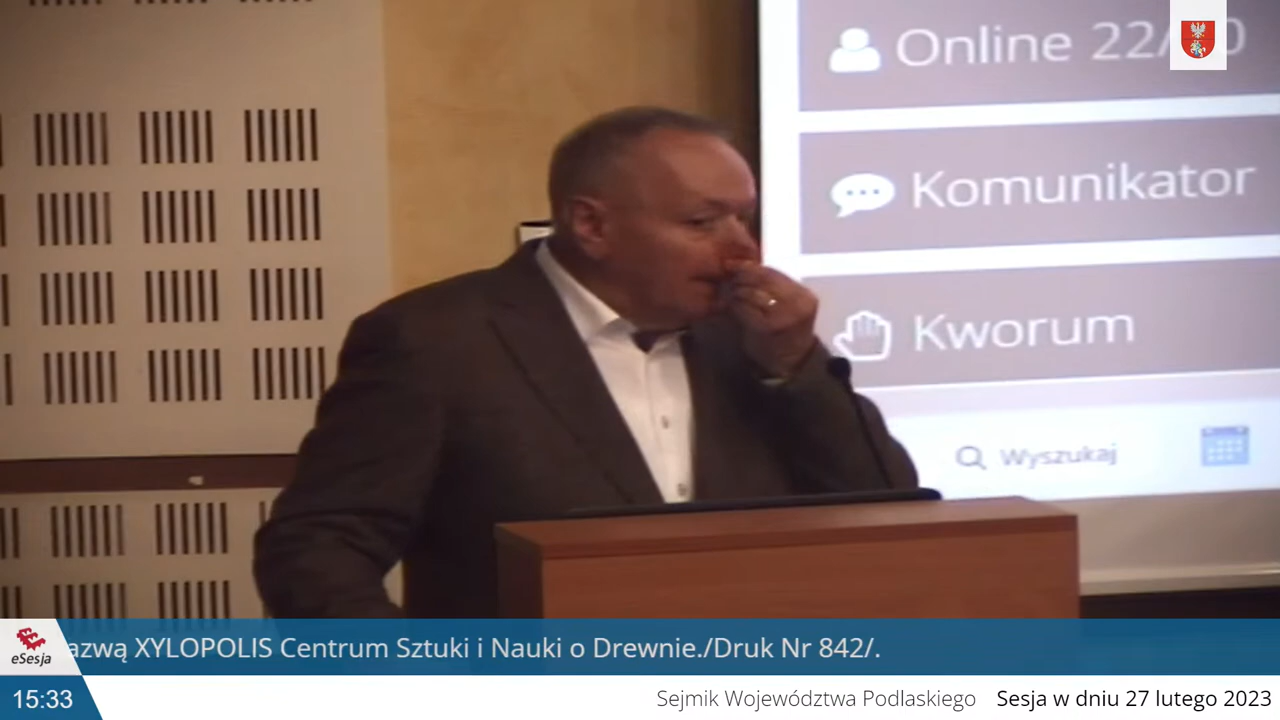 Online 22/
Komunikator
Kworum
Wyszukaj
eSesja
azwą XYLOPOLIS Centrum Sztuki i Nauki o Drewnie./Druk Nr 842/.
15:33
Sejmik Województwa Podlaskiego Sesja w dniu 27 lutego 2023